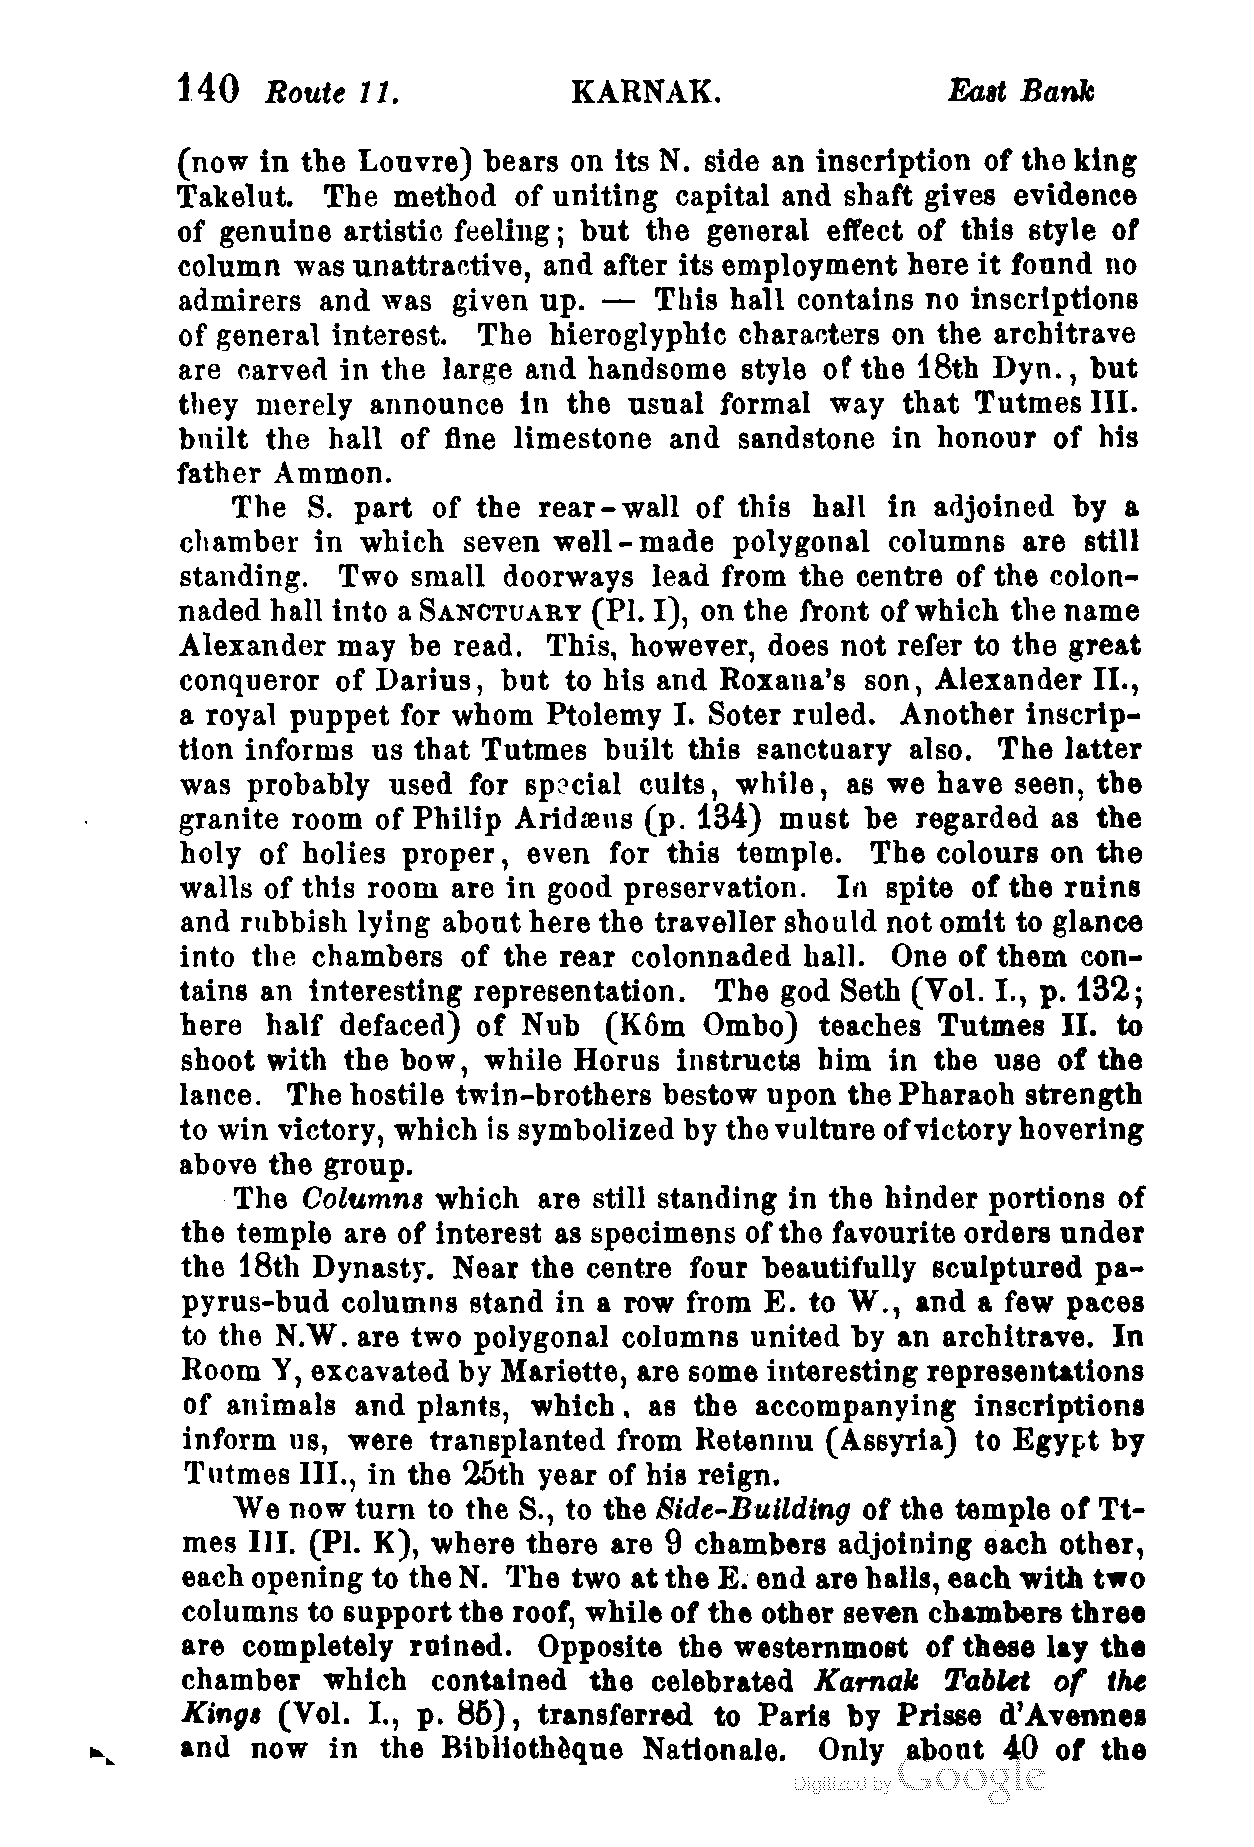 140 Route 11. KARNAK. East Bank
(now in the Louvre) bears on its N. side an inscription of the king
Takelut. The method of uniting capital and shaft gives evidence
of genuine artistic feeling; but the general effect of this style of
column was unattractive, and after its employment here it found no
admirers and was given up. — This hall contains no inscriptions
of general interest. The hieroglyphic characters on the architrave
are carved in the large and handsome style of the 18th Dyn., but
they merely announce in the usual formal way that Tutmes III.
built the hall of fine limestone and sandstone in honour of his
father Ammon.
The S. part of the rear-wall of this hall in adjoined by a
chamber in which seven well-made polygonal columns are still
standing. Two small doorways lead from the centre of the colon-
naded hall into a SANCTUARY (Pl. I), on the front of which the name
Alexander may be read. This, however, does not refer to the great
conqueror of Darius, but to his and Roxana's son, Alexander II.,
a royal puppet for whom Ptolemy I. Soter ruled. Another inscrip-
tion informs us that Tutmes built this sanctuary also. The latter
was probably used for special cults, while, as we have seen, the
granite room of Philip Aridæus (p. 134) must be regarded as the
holy of holies proper, even for this temple. The colours on the
walls of this room are in good preservation. In spite of the ruins
and rubbish lying about here the traveller should not omit to glance
into the chambers of the rear colonnaded hall. One of them con-
tains an interesting representation. The god Seth (Vol. I., p. 132;
here half defaced) of Nub (Kôm Ombo) teaches Tutmes II. to
shoot with the bow, while Horus instructs him in the use of the
lance. The hostile twin-brothers bestow upon the Pharaoh strength
to win victory, which is symbolized by the vulture of victory hovering
above the group.
The Columns which are still standing in the hinder portions of
the temple are of interest as specimens of the favourite orders under
the 18th Dynasty. Near the centre four beautifully sculptured pa-
pyrus-bud columns stand in a row from E. to W., and a few paces
to the N.W. are two polygonal columns united by an architrave. In
Room Y, excavated by Mariette, are some interesting representations
of animals and plants, which, as the accompanying inscriptions
inform us, were transplanted from Retennu (Assyria) to Egypt by
Tutmes III., in the 25th year of his reign.
We now turn to the S., to the Side-Building of the temple of Tt-
mes III. (Pl. K), where there are 9 chambers adjoining each other,
each opening to the N. The two at the E. end are halls, each with two
columns to support the roof, while of the other seven chambers three
are completely ruined. Opposite the westernmost of these lay the
chamber which contained the celebrated Karnak Tablet of the
Kings (Vol. I., p. 85), transferred to Paris by Prisse d'Avennes
and now in the Bibliothèque Nationale. Only about 40 of the
Digitized by Google